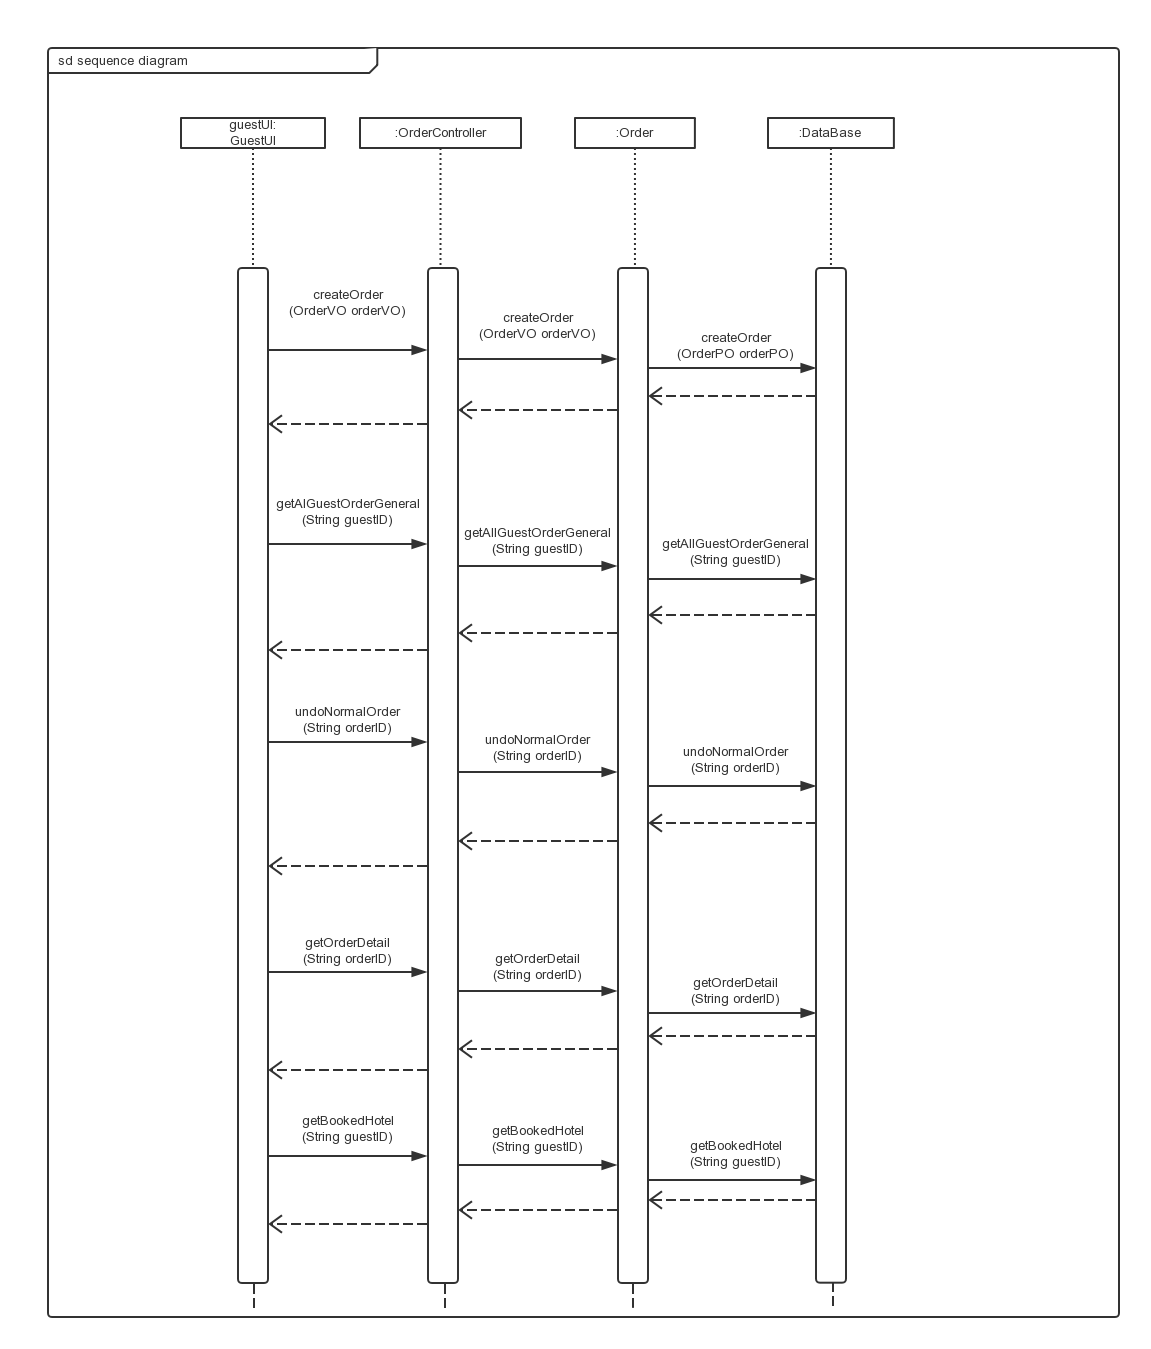 sd sequence diagram
guestUI:
GuestUI
:OrderController
:Order
:DataBase
createOrder
(OrderVO orderVO)
createOrder
(OrderVO orderVO)
createOrder
(OrderPO orderPO)
getAlGuestOrderGeneral
(String guestID)
getAllGuestOrderGeneral
(String guestID)
getAllGuestOrderGeneral
(String guestID)
undoNormalOrder
(String orderID)
undoNormalOrder
(String orderID)
undoNormalOrder
(String orderID)
getOrderDetail
(String orderID)
getOrderDetail
(String orderID)
getOrderDetail
(String orderID)
getBookedHotel
(String guestID)
getBookedHotel
(String guestID)
getBookedHotel
(String guestID)